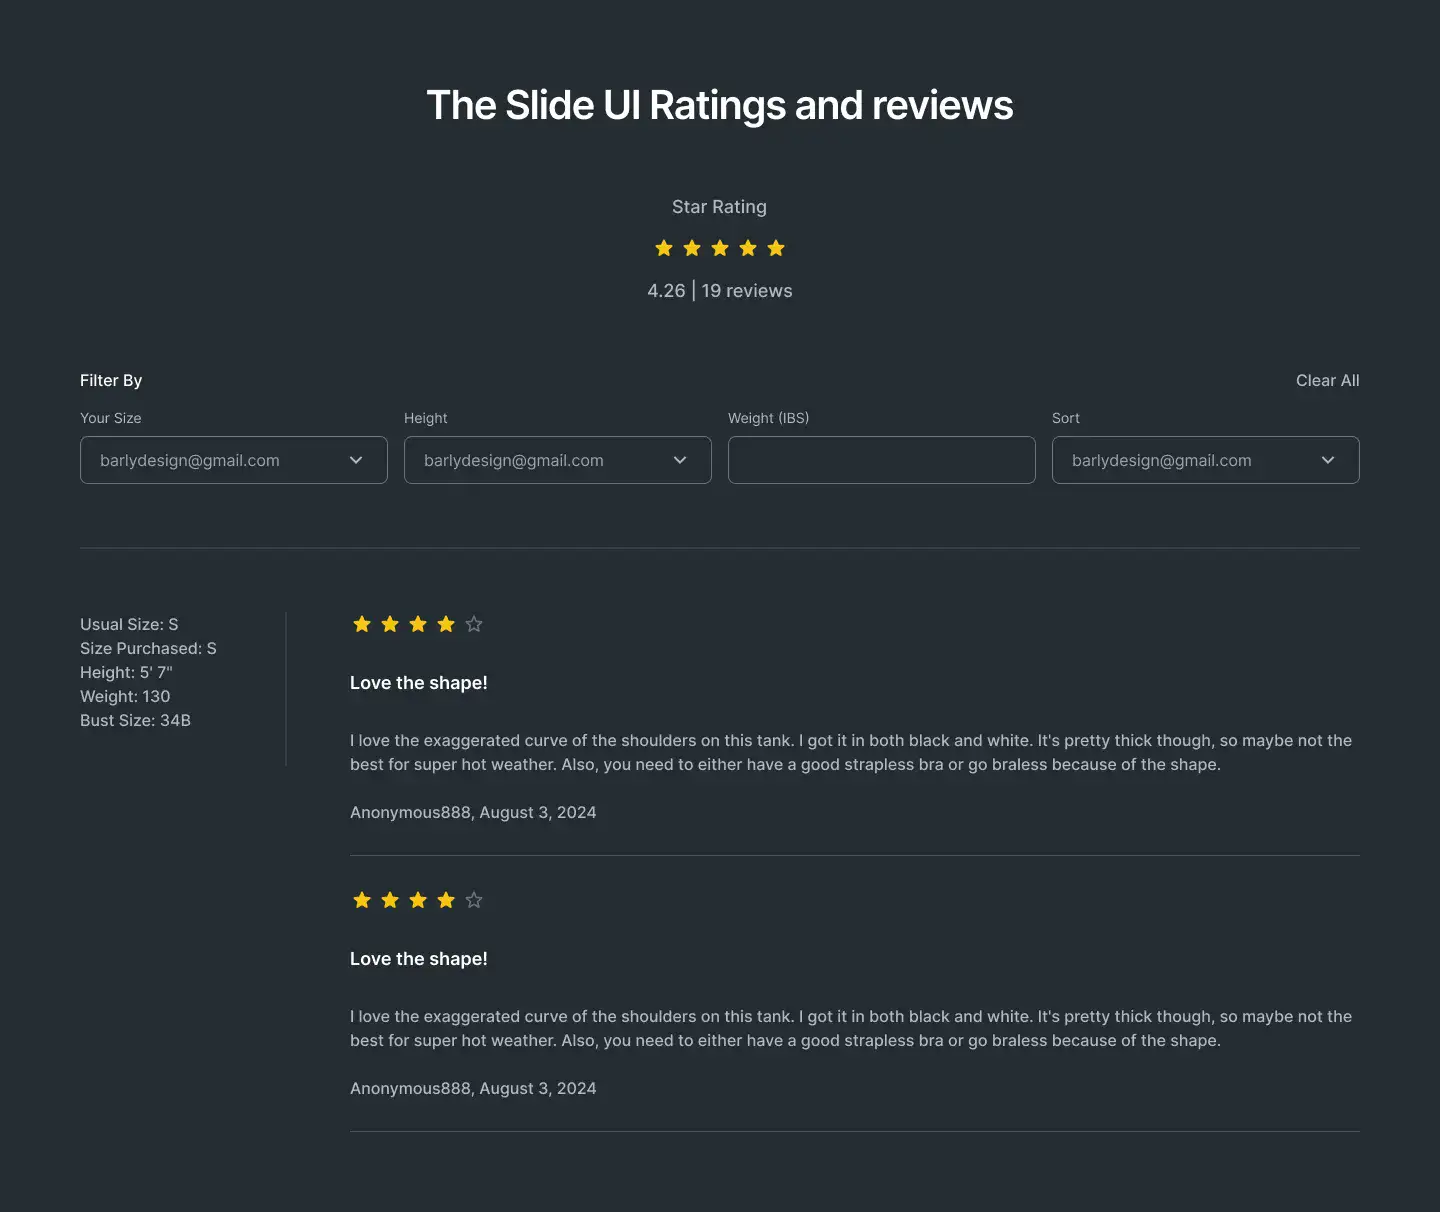 The Slide UI Ratings and reviews
Star Rating
4.26 | 19 reviews
Filter By
Clear All
Your Size
Height
Weight (IBS)
Sort
barlydesign@gmail.com
barlydesign@gmail.com
barlydesign@gmail.com
Usual Size: S
Size Purchased: S
Height: 5' 7"
Weight: 130
Bust Size: 34B
Love the shape!
I love the exaggerated curve of the shoulders on this tank. I got it in both black and white. It's pretty thick though, so maybe not the
best for super hot weather. Also, you need to either have a good strapless bra or go braless because of the shape.
Anonymous888, August 3, 2024
Love the shape!
I love the exaggerated curve of the shoulders on this tank. I got it in both black and white. It's pretty thick though, so maybe not the
best for super hot weather. Also, you need to either have a good strapless bra or go braless because of the shape.
Anonymous888, August 3, 2024